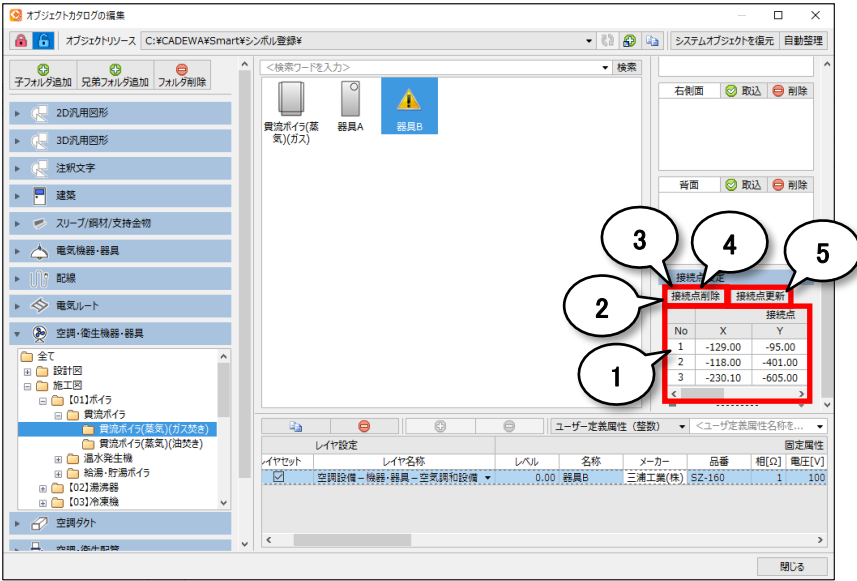 オブジェクトカタログの編集
オブジェクトリソース C:¥CADEWA¥Smart¥シンボル登録¥
システムオブジェクトを復元 自動整理
子フォルダ追加 兄弟フォルダ追加 フォルダ削除
2D汎用図形
3D汎用図形
注釈文字
建築
スリーブ/鋼材/支持金物
電気機器・器具
配線
電気ルート
空調・衛生機器・器具
全て
設計図
施工図
【01】ボイラ
貫流ボイラ
貫流ボイラ(蒸気)(ガス焚き)
貫流ボイラ(蒸気)(油焚き)
温水発生機
給湯・貯湯ボイラ
【02】湯沸器
【03】冷凍機
空調ダクト
空調・衛生配管
<検索ワードを入力> 検索
貫流ボイラ(蒸
気)(ガス)
器具A
器具B
右側面 取込 削除
背面 取込 削除
3
4
5
2
1
接続点削除 接続点更新
接続点
No X Y
1 -129.00 -95.00
2 -118.00 -401.00
3 -230.10 -605.00
ユーザー定義属性(整数) <ユーザ定義属性名称を...
レイヤ設定 固定属性
イヤセット レイヤ名称 レベル 名称 メーカー 品番 相[Ω] 電圧[V]
空調設備-機器・器具-空気調和設備 0.00 器具B 三浦工業(株) SZ-160 1 100
閉じる